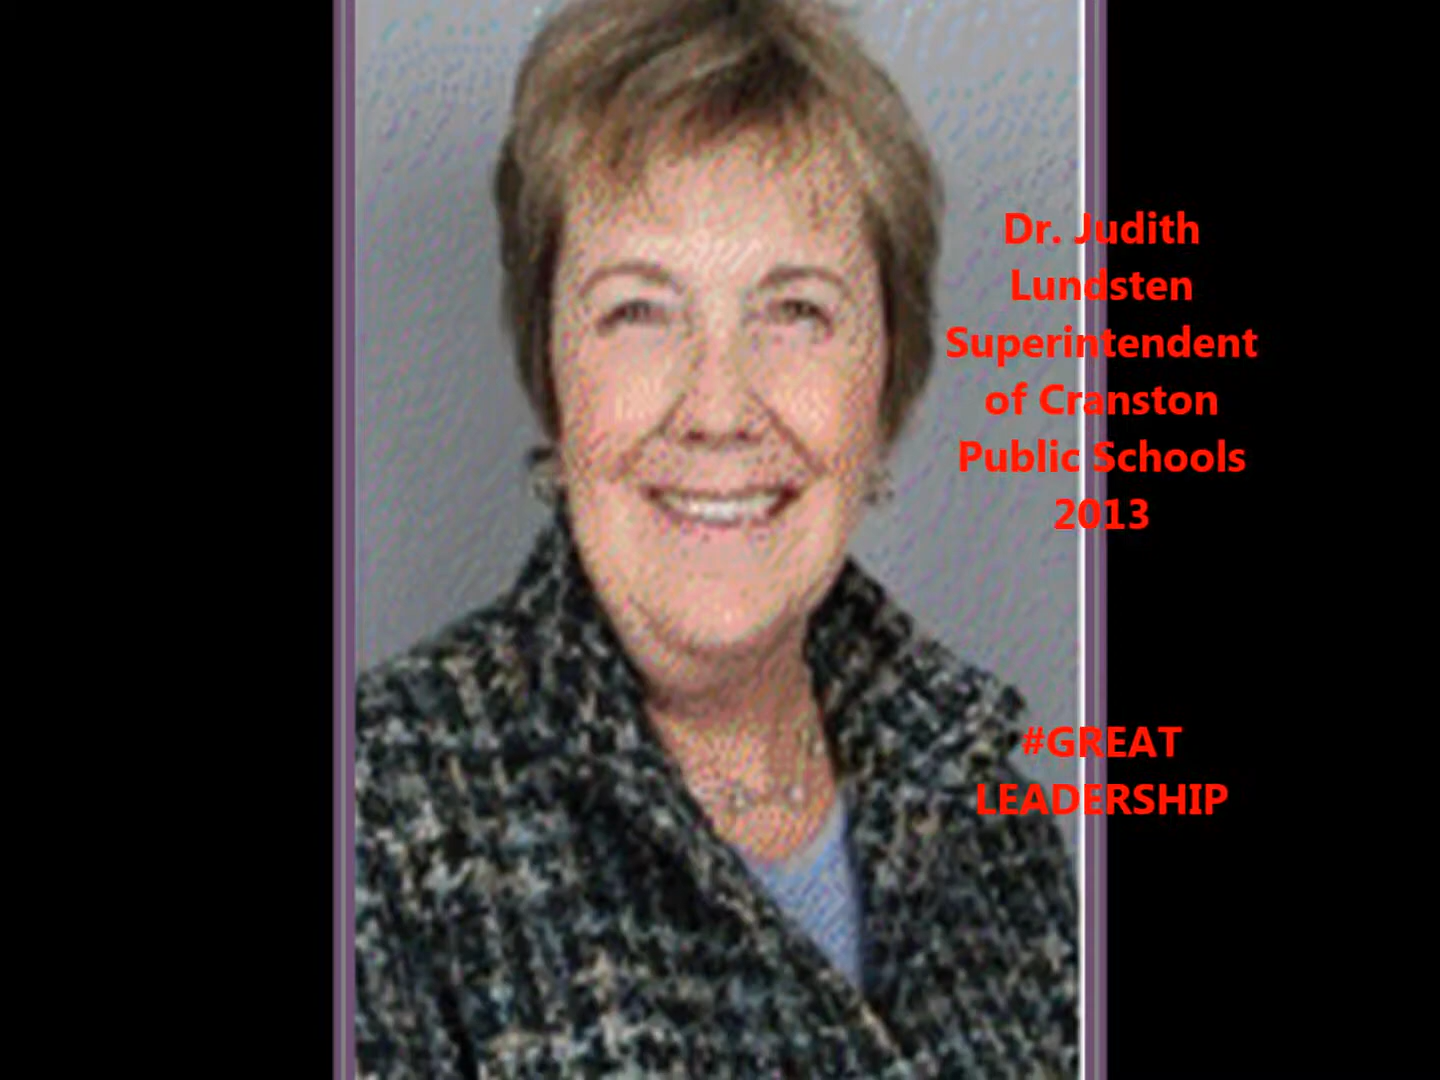 Dr. Judith
Lundsten
Superintendent
of Cranston
Public Schools
2013
#GREAT
LEADERSHIP